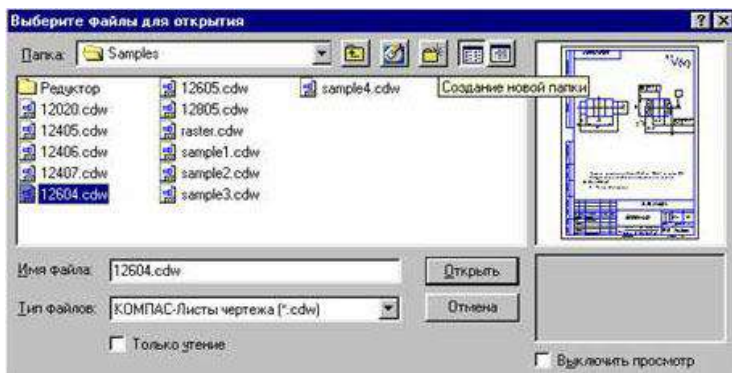 Выберите файлы для открытия
Папка: Samples
Создание новой папки
Редуктор 12605.cdw sample4.cdw
12020.cdw 12805.cdw
12405.cdw raster.cdw
12406.cdw sample1.cdw
12407.cdw sample2.cdw
12604.cdw sample3.cdw
Имя файла: 12604.cdw Открыть
Тип файлов: КОМПАС-Листы чертежа (*.cdw) Отмена
Только чтение
Выключить просмотр